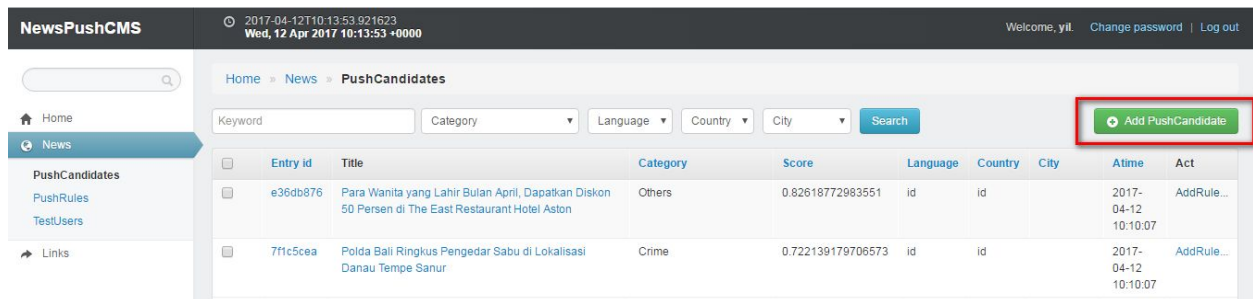 NewsPushCMS
2017-04-12T10:13:53.921623
Wed, 12 Apr 2017 10:13:53 +0000
Welcome, yil. Change password | Log out
Home » News » PushCandidates
Home
News
PushCandidates
PushRules
TestUsers
Links
Keyword Category Language Country City Search Add PushCandidate
Entry id Title Category Score Language Country City Atime Act
e36db876 Para Wanita yang Lahir Bulan April, Dapatkan Diskon Others 0.82618772983551 id id 2017- AddRule...
50 Persen di The East Restaurant Hotel Aston 04-12
10:10:07
7f1c5cea Polda Bali Ringkus Pengedar Sabu di Lokalisasi Crime 0.722139179706573 id id 2017- AddRule...
Danau Tempe Sanur 04-12
10:10:07